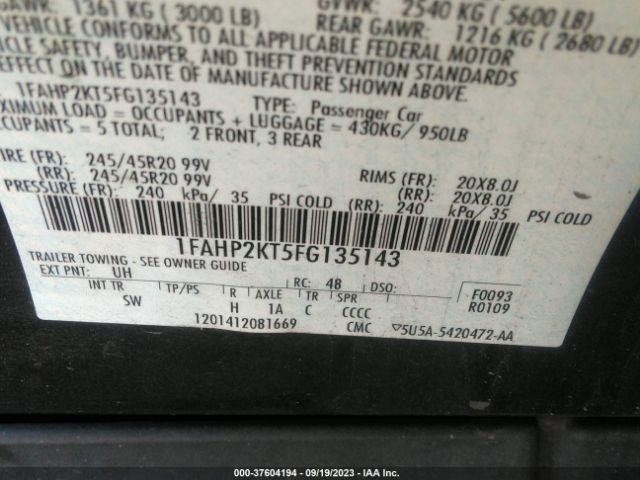 GAWR: 1361 KG ( 3000 LB) GVWR: 2540 KG ( 5600 LB)
REAR GAWR: 1216 KG ( 2680 LB)
VEHICLE CONFORMS TO ALL APPLICABLE FEDERAL MOTOR
VEHICLE SAFETY, BUMPER, AND THEFT PREVENTION STANDARDS
EFFECT ON THE DATE OF MANUFACTURE SHOWN ABOVE.
1FAHP2KT5FG135143 TYPE: Passenger Car
XIMUM LOAD = OCCUPANTS + LUGGAGE = 430KG/ 950LB
CUPANTS = 5 TOTAL; 2 FRONT, 3 REAR
IRE (FR): 245/45R20 99V RIMS (FR): 20X8.0J
(RR): 245/45R20 99V (RR): 20X8.0J
PRESSURE (FR): 240 kPa/ 35 PSI COLD (RR): 240 kPa/ 35 PSI COLD
1FAHP2KT5FG135143
TRAILER TOWING - SEE OWNER GUIDE
EXT PNT: UH RC: 48 DSO: F0093
INT TR TP/PS R AXLE TR SPR R0109
SW H 1A C CCCC
1201412081669 CMC ▽5U5A-5420472-AA
000-37604194 - 09/19/2023 - IAA Inc.